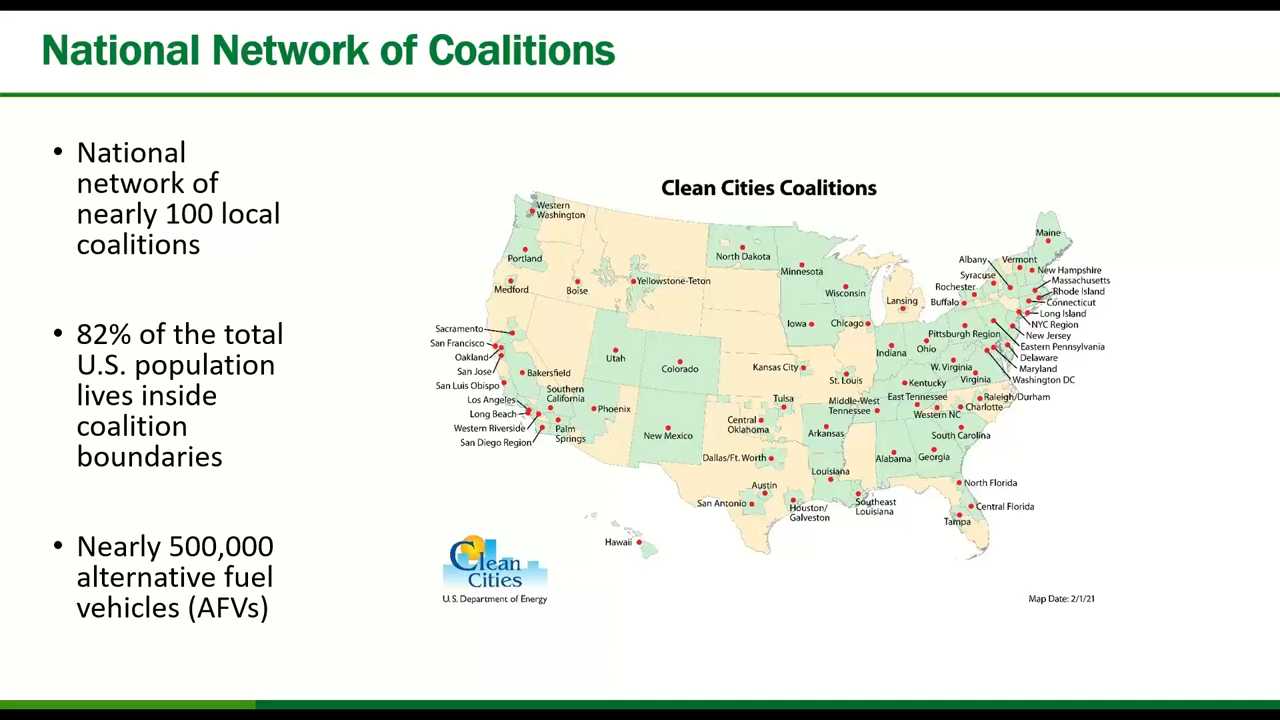 National Network of Coalitions
• National
network of
nearly 100 local
coalitions
• 82% of the total
U.S. population
lives inside
coalition
boundaries
• Nearly 500,000
alternative fuel
vehicles (AFVs)
Clean Cities Coalitions
Western
Washington
Portland
Medford
Boise
Yellowstone-Teton
North Dakota
Minnesota
Wisconsin
Lansing
Iowa
Chicago
Maine
Albany
Vermont
Syracuse
New Hampshire
Rochester
Massachusetts
Rhode Island
Buffalo
Connecticut
Long Island
NYC Region
Pittsburgh Region
New Jersey
Eastern Pennsylvania
Delaware
Maryland
Washington DC
Indiana
Ohio
W. Virginia
Virginia
Sacramento
San Francisco
Oakland
San Jose
San Luis Obispo
Bakersfield
Los Angeles
Southern
California
Long Beach
Western Riverside
San Diego Region
Palm
Springs
Phoenix
Utah
Colorado
New Mexico
Kansas City
St. Louis
Kentucky
Tulsa
Central
Oklahoma
Middle-West
Tennessee
East Tennessee
Western NC
Raleigh/Durham
Charlotte
Arkansas
South Carolina
Dallas/Ft. Worth
Alabama
Georgia
Louisiana
Austin
San Antonio
Houston/
Galveston
Southeast
Louisiana
North Florida
Central Florida
Tampa
Hawaii
Clean
Cities
U.S. Department of Energy
Map Date: 2/1/21